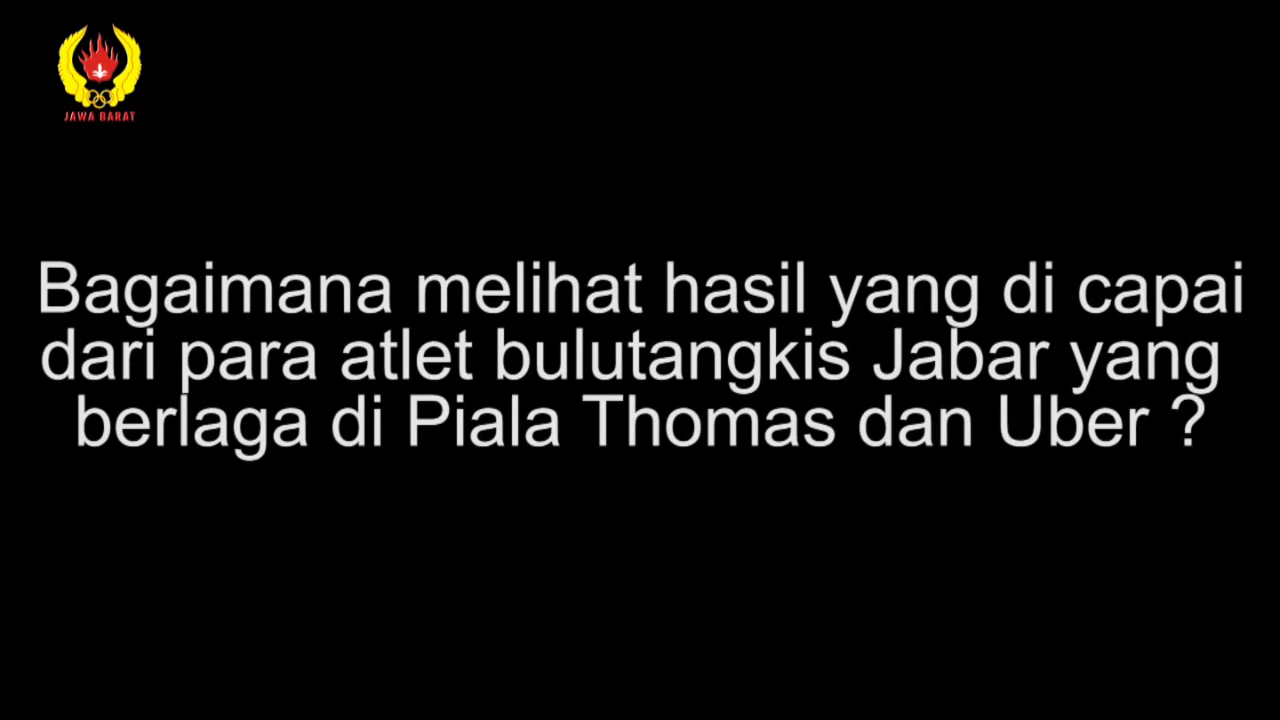 JAWA BARAT
Bagaimana melihat hasil yang di capai
dari para atlet bulutangkis Jabar yang
berlaga di Piala Thomas dan Uber ?